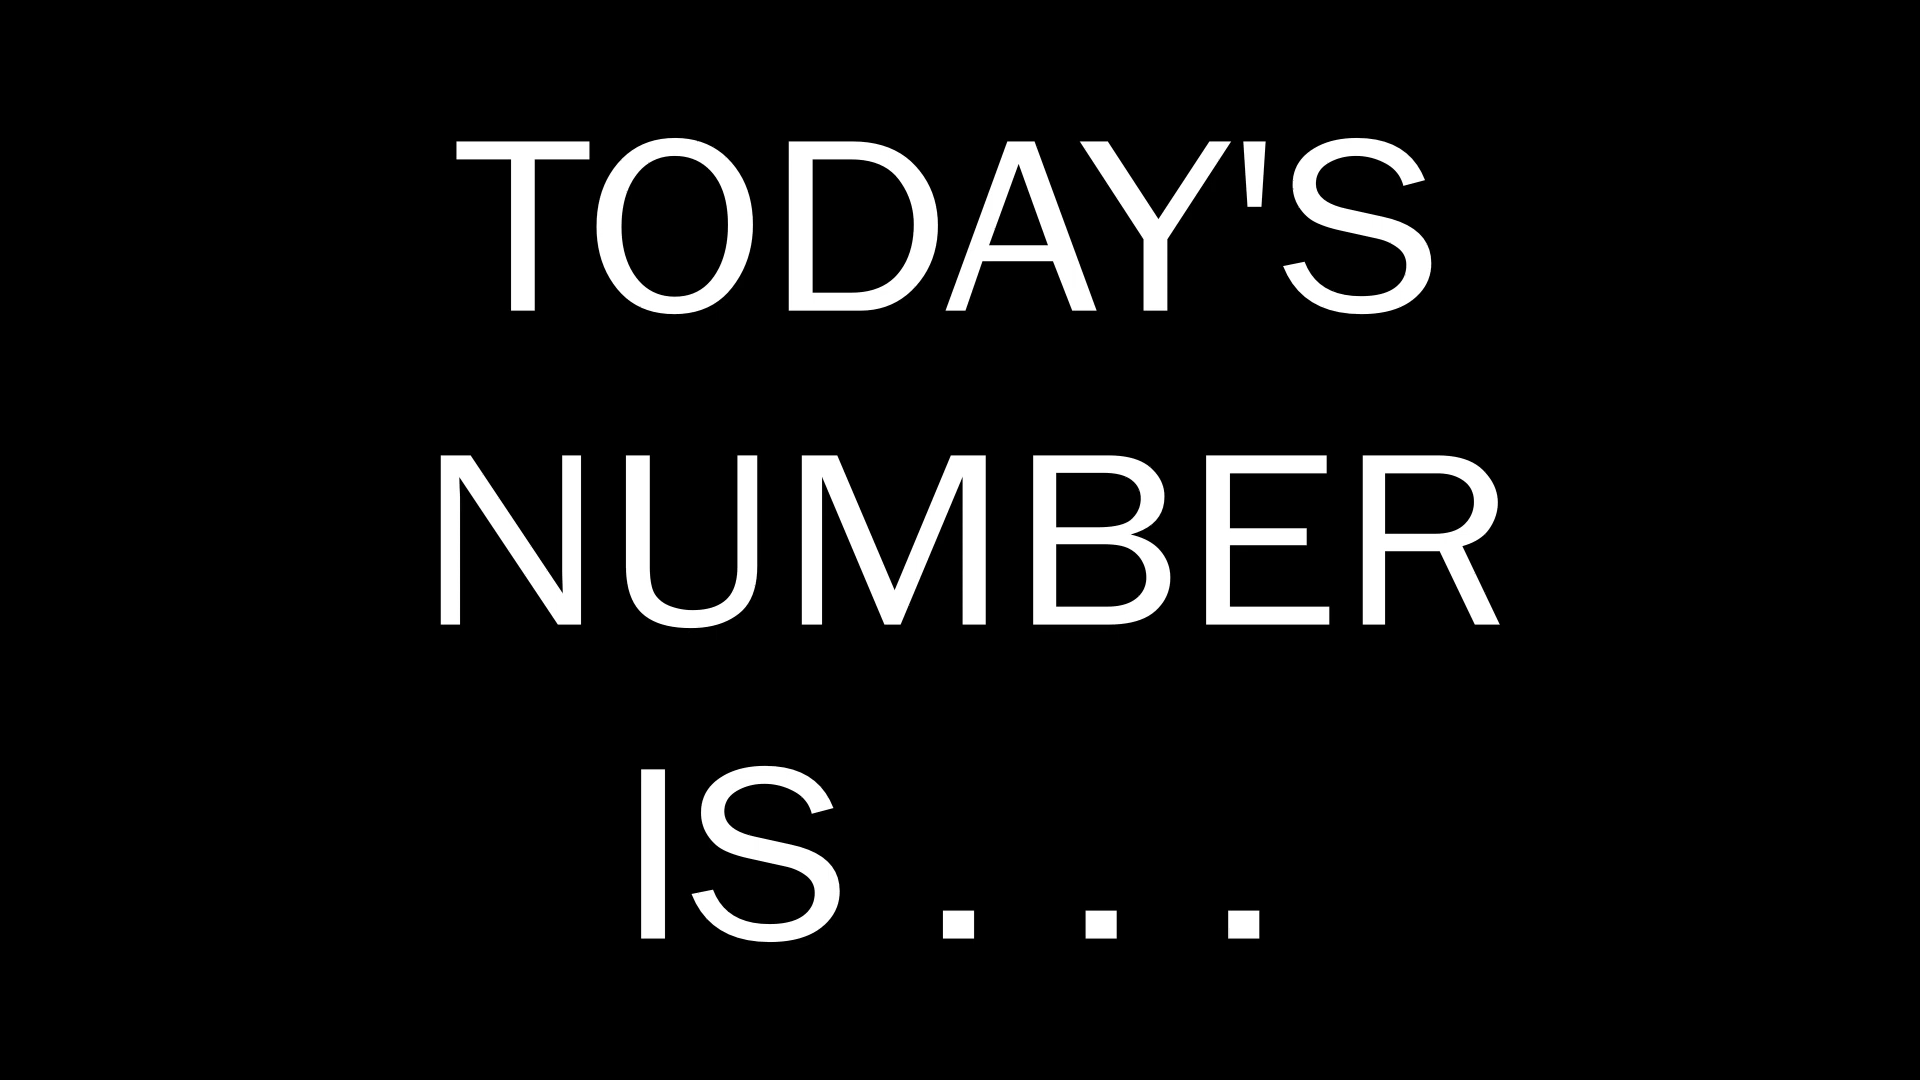 TODAY'S
NUMBER
IS . . .